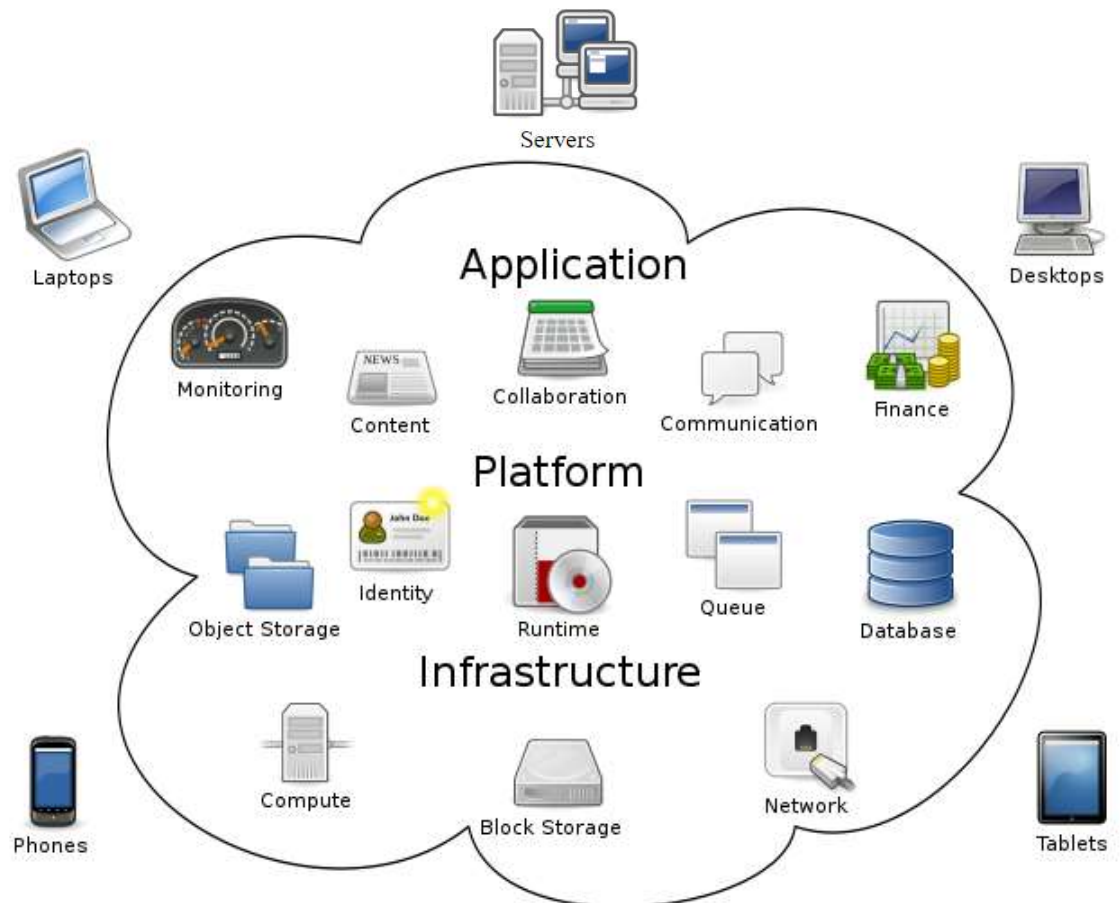 Servers
Laptops
Desktops
Application
Monitoring
NEWS
Content
Collaboration
Communication
Finance
Platform
John Doe
Identity
Object Storage
Runtime
Queue
Database
Infrastructure
Compute
Block Storage
Network
Phones
Tablets